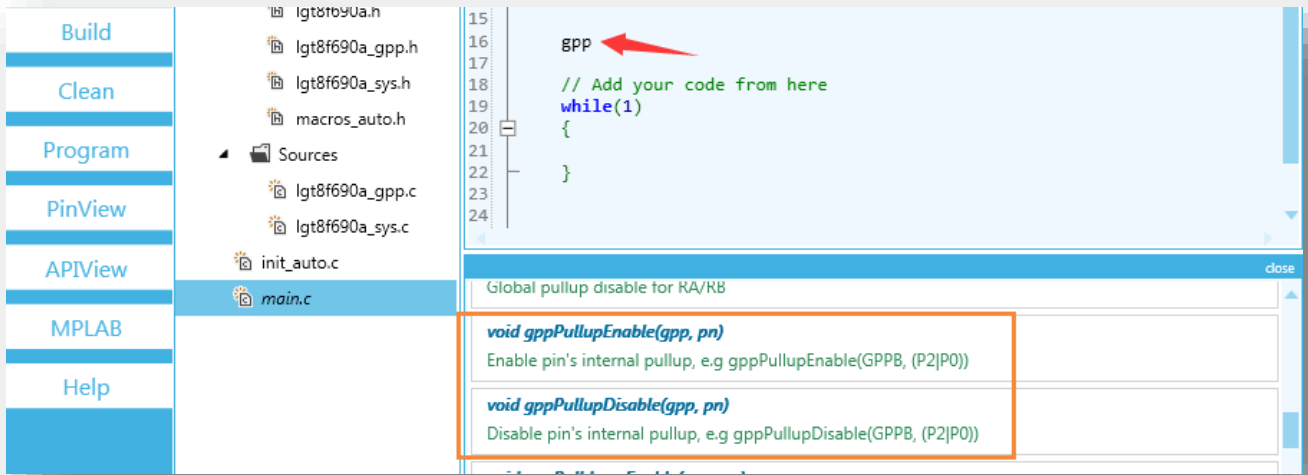 Build
Clean
Program
PinView
APIView
MPLAB
Help
lgt8f690a.h
lgt8f690a_gpp.h
lgt8f690a_sys.h
macros_auto.h
Sources
lgt8f690a_gpp.c
lgt8f690a_sys.c
init_auto.c
main.c
15
16 gpp
17
18 // Add your code from here
19 while(1)
20 {
21
22 }
23
24
close
Global pullup disable for RA/RB
void gppPullupEnable(gpp, pn)
Enable pin's internal pullup, e.g gppPullupEnable(GPPB, (P2|P0))
void gppPullupDisable(gpp, pn)
Disable pin's internal pullup, e.g gppPullupDisable(GPPB, (P2|P0))